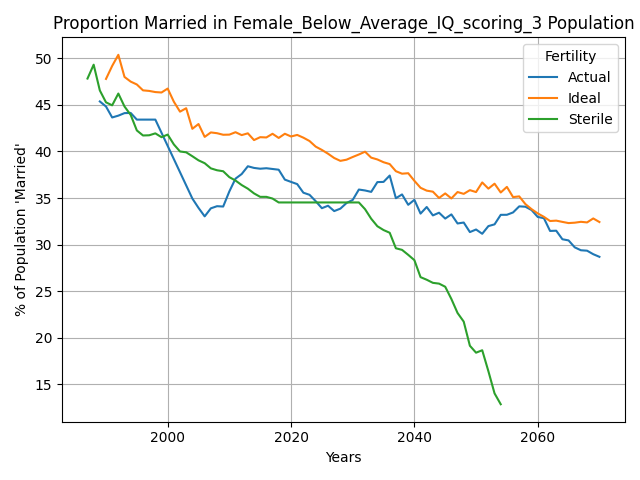 Proportion Married in Female_Below_Average_IQ_scoring_3 Population
Fertility
Actual
Ideal
Sterile
% of Population 'Married'
50
45
40
35
30
25
20
15
2000
2020
2040
2060
Years